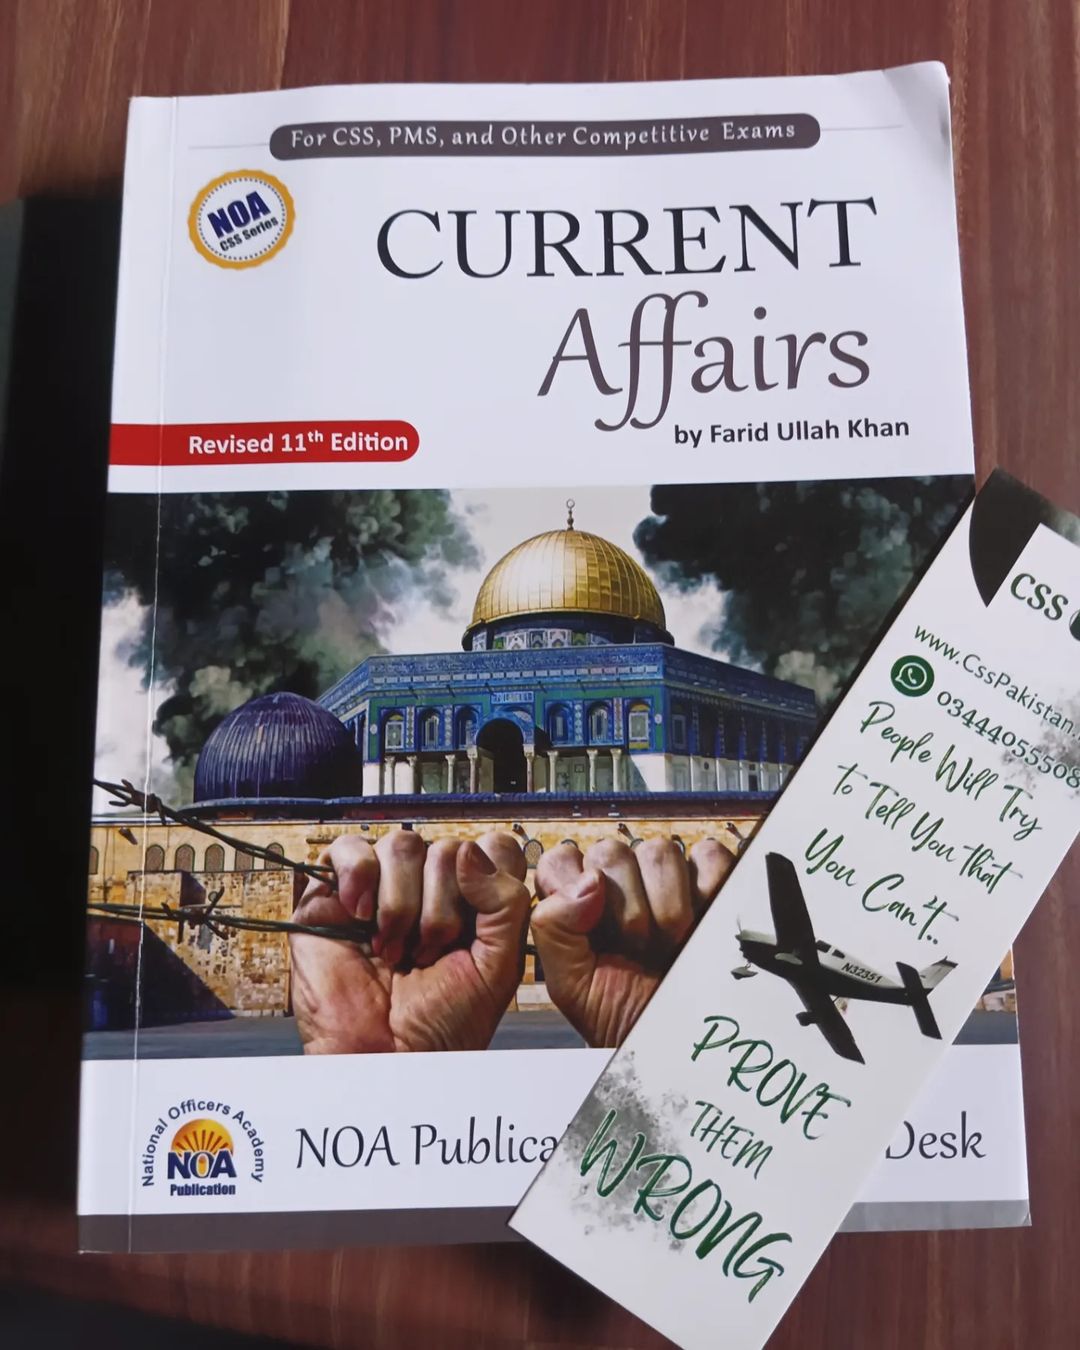 For CSS, PMS, and Other Competitive Exams
NOA
CSS Series
CURRENT
Affairs
by Farid Ullah Khan
Revised 11th Edition
National Officers Academy
NOA
Publication
NOA Publica
Desk
CSS
www.CssPakistan.
03444055508
People Will Try
to Tell You that
You Can't..
N32351
PROVE
THEM
WRONG